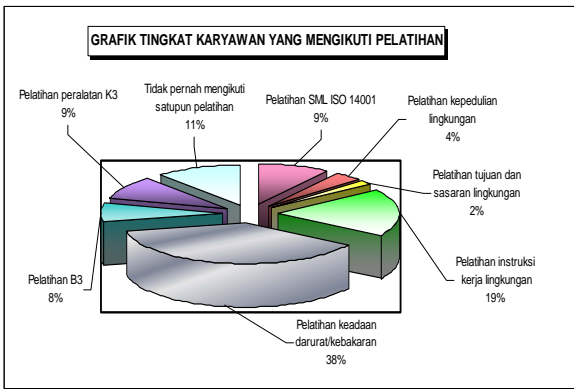 GRAFIK TINGKAT KARYAWAN YANG MENGIKUTI PELATIHAN
Tidak pernah mengikuti
satupun pelatihan
11%
Pelatihan SML ISO 14001
9%
Pelatihan kepedulian
lingkungan
4%
Pelatihan tujuan dan
sasaran lingkungan
2%
Pelatihan instruksi
kerja lingkungan
19%
Pelatihan keadaan
darurat/kebakaran
38%
Pelatihan B3
8%
Pelatihan peralatan K3
9%